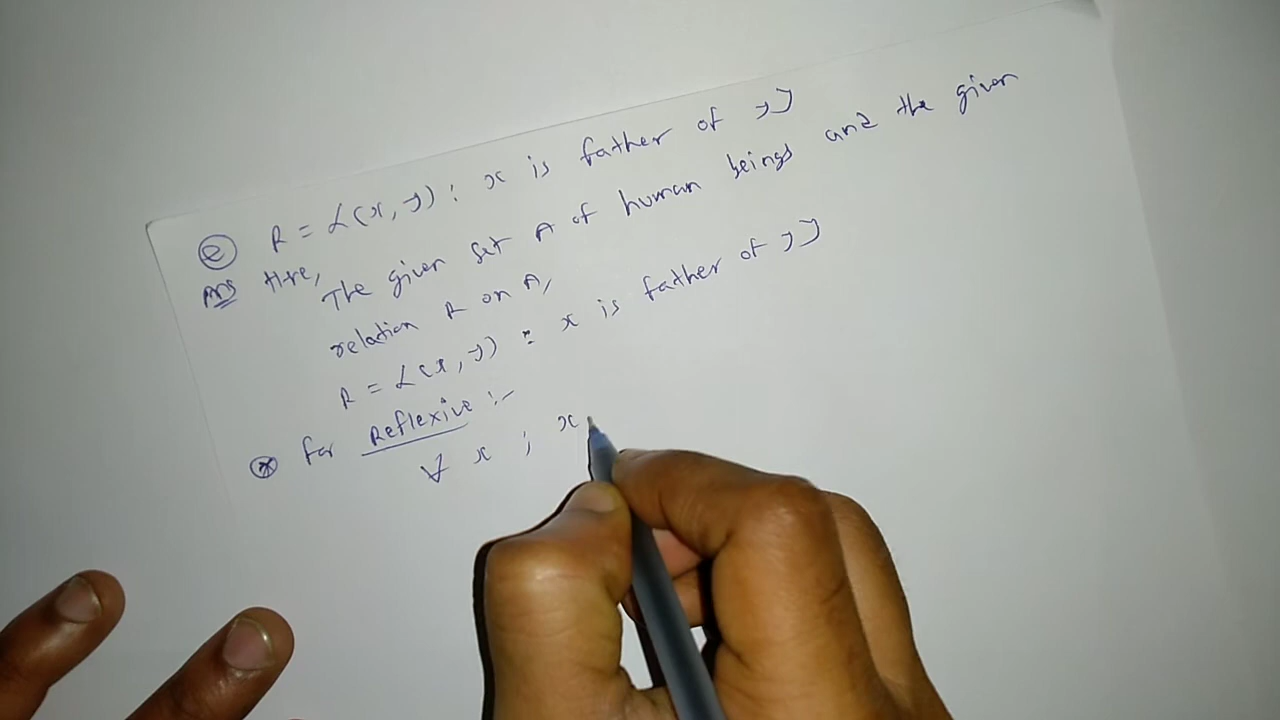 ⓔ R = {(x, y) : x is father of y}
Ans Here,
The given set A of human beings and the given
relation R on A,
R = {(x, y) : x is father of y}
⊛ for Reflexive :-
∀ x ; x